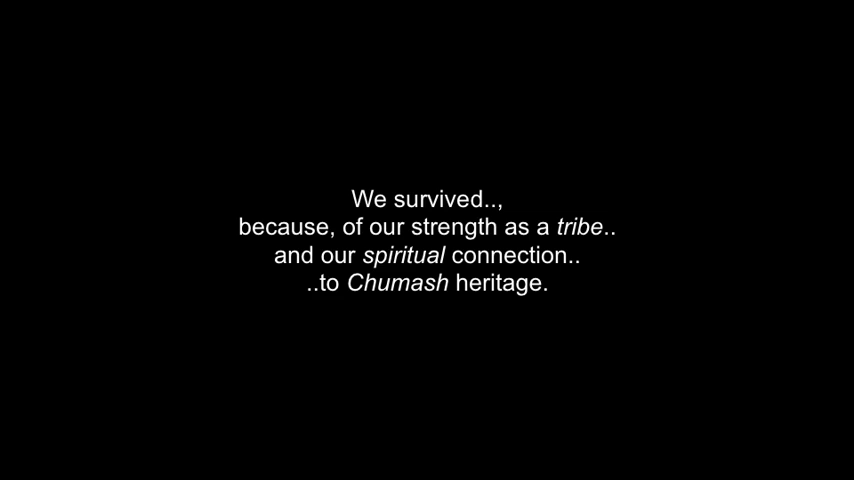 We survived..,
because, of our strength as a tribe..
and our spiritual connection..
..to Chumash heritage.